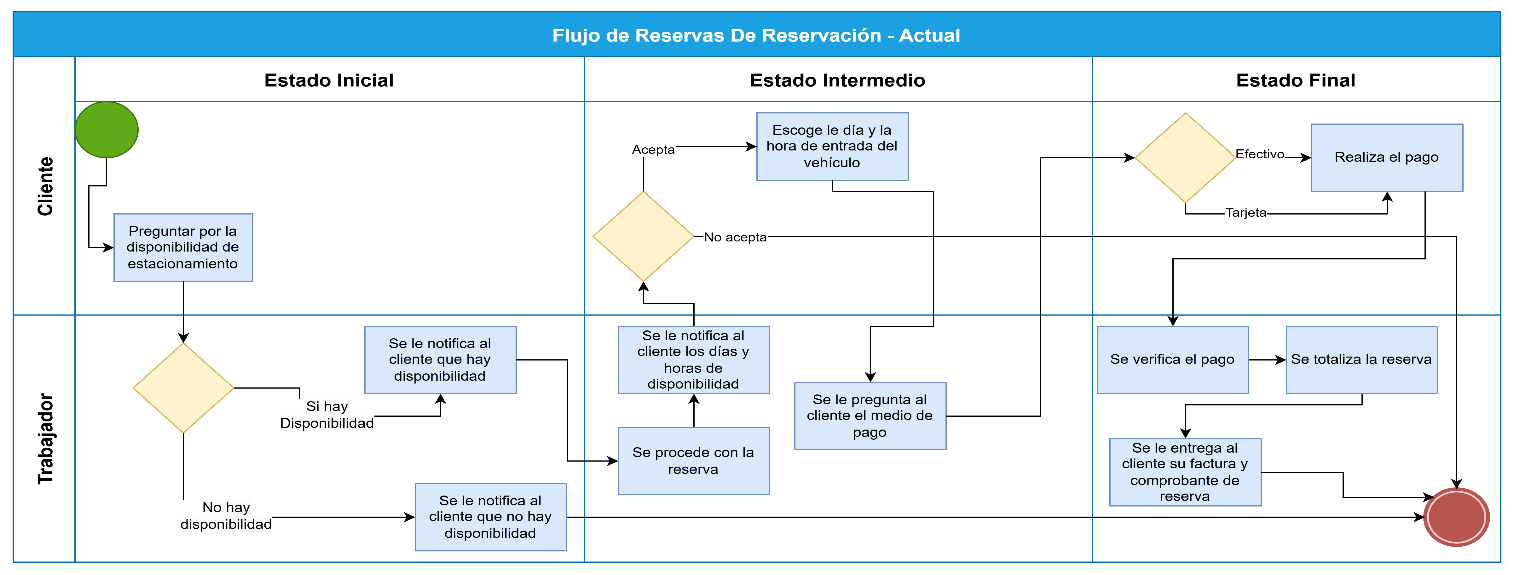 Flujo de Reservas De Reservación - Actual
Estado Inicial
Estado Intermedio
Estado Final
Cliente
Preguntar por la
disponibilidad de
estacionamiento
Acepta
Escoge le día y la
hora de entrada del
vehículo
No acepta
Efectivo
Realiza el pago
Tarjeta
Trabajador
Si hay
Disponibilidad
Se le notifica al
cliente que hay
disponibilidad
No hay
disponibilidad
Se le notifica al
cliente que no hay
disponibilidad
Se le notifica al
cliente los días y
horas de
disponibilidad
Se procede con la
reserva
Se le pregunta al
cliente el medio de
pago
Se verifica el pago
Se totaliza la reserva
Se le entrega al
cliente su factura y
comprobante de
reserva